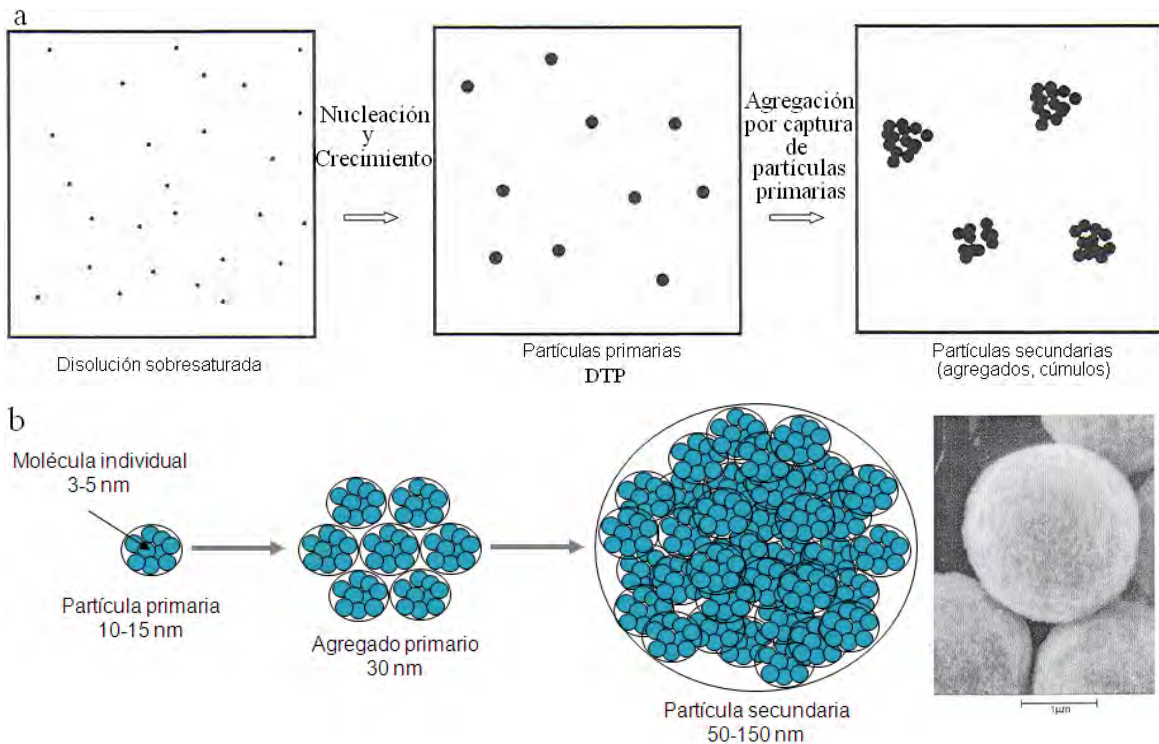 a
Nucleación
y
Crecimiento
Agregación
por captura
de
partículas
primarias
Disolución sobresaturada
Partículas primarias
DTP
Partículas secundarias
(agregados, cúmulos)
b
Molécula individual
3-5 nm
Partícula primaria
10-15 nm
Agregado primario
30 nm
Partícula secundaria
50-150 nm
1μm